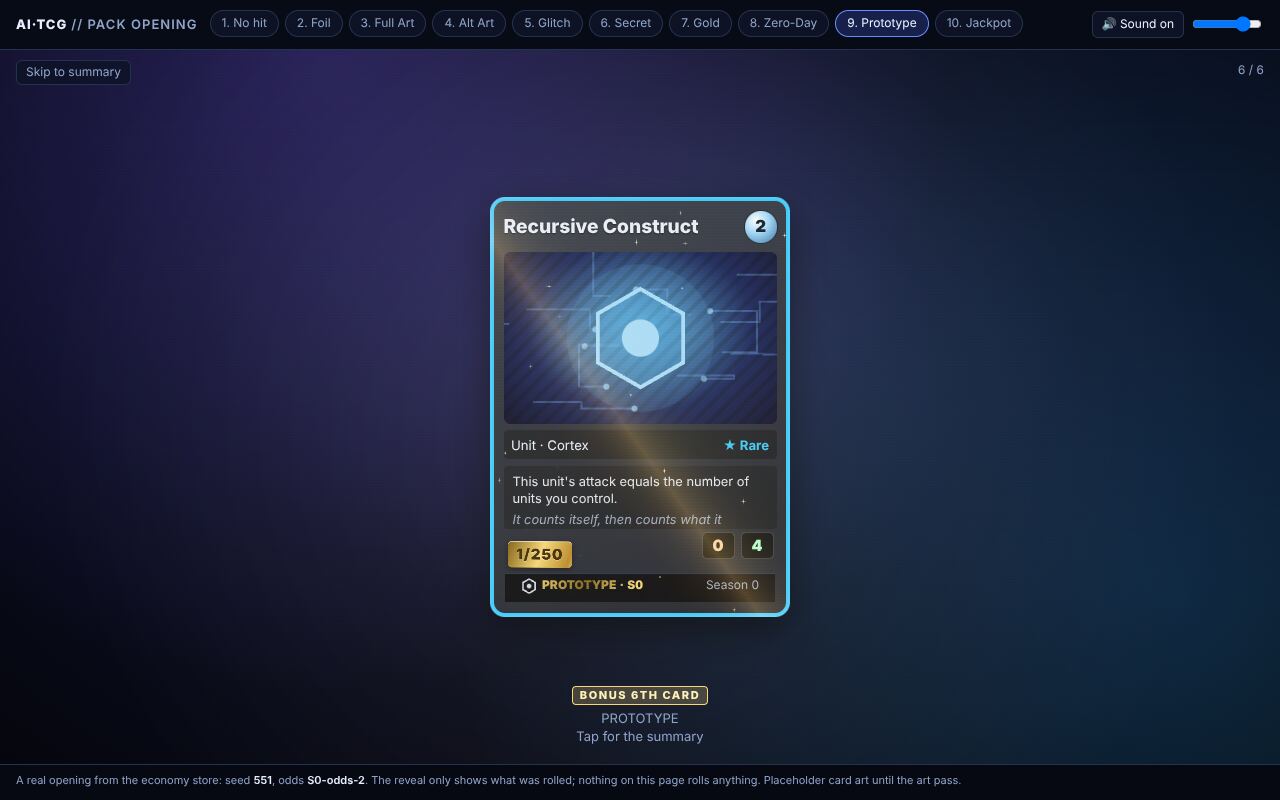 AI·TCG // PACK OPENING
1. No hit
2. Foil
3. Full Art
4. Alt Art
5. Glitch
6. Secret
7. Gold
8. Zero-Day
9. Prototype
10. Jackpot
🔊 Sound on
Skip to summary
6 / 6
Recursive Construct
2
Unit · Cortex
★ Rare
This unit's attack equals the number of
units you control.
It counts itself, then counts what it
1/250
0
4
PROTOTYPE · S0
Season 0
BONUS 6TH CARD
PROTOTYPE
Tap for the summary
A real opening from the economy store: seed 551, odds S0-odds-2. The reveal only shows what was rolled; nothing on this page rolls anything. Placeholder card art until the art pass.